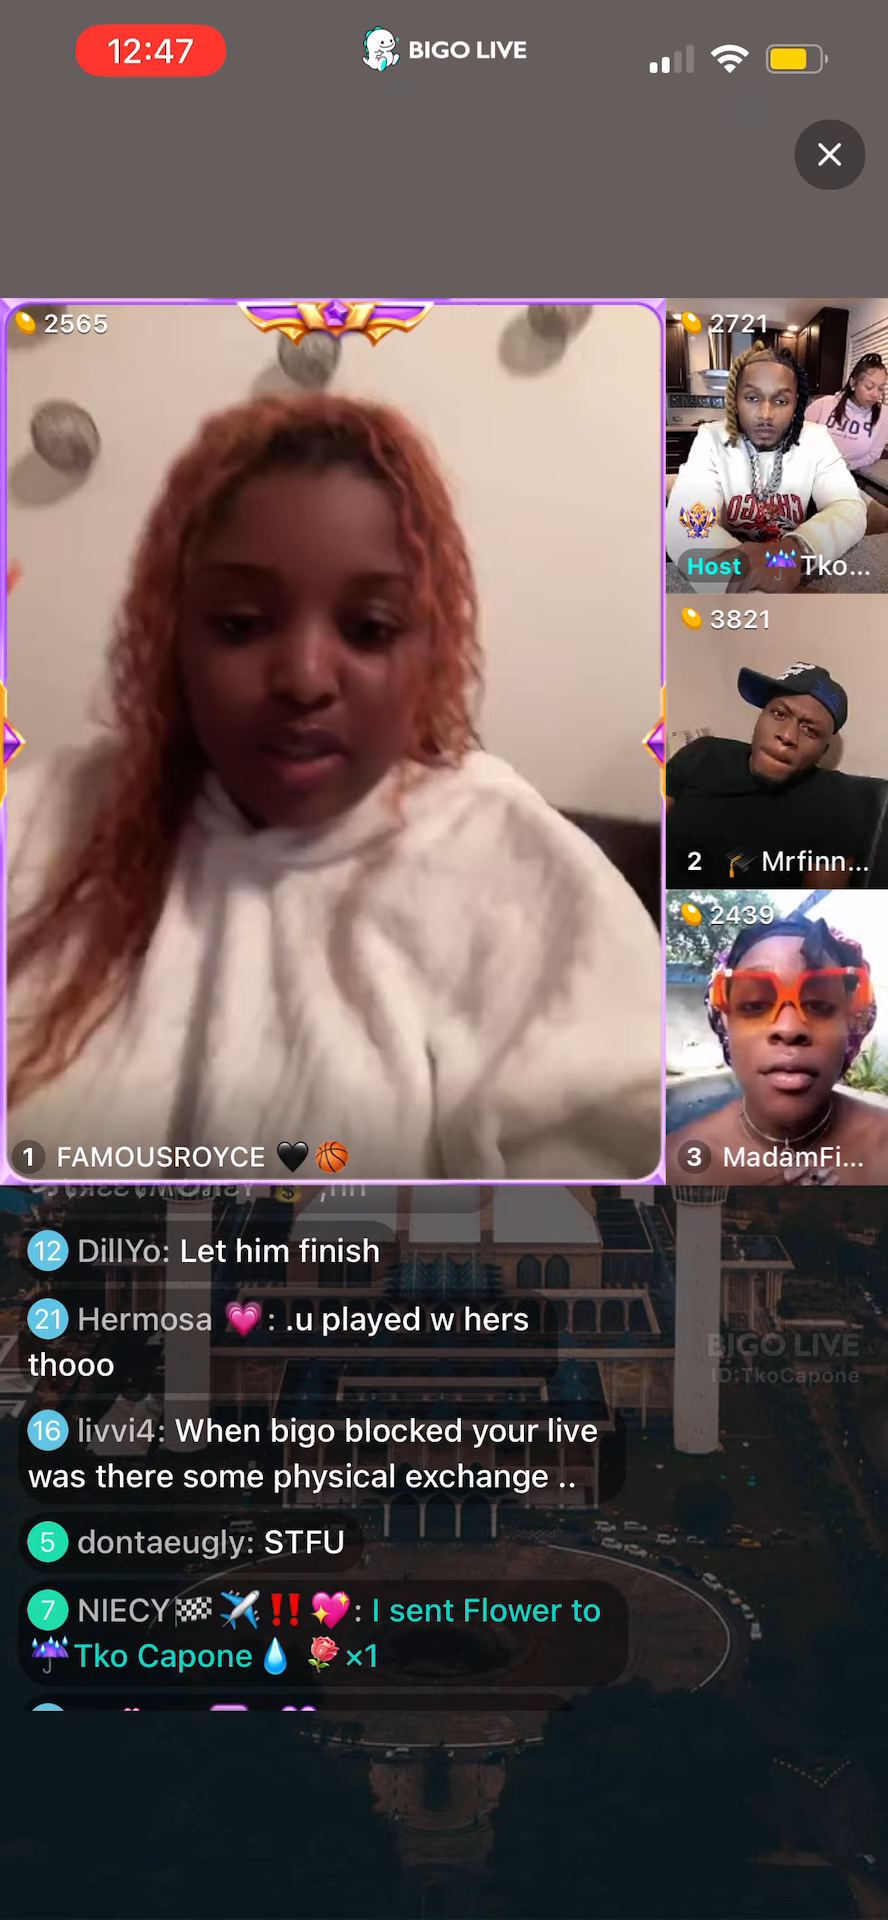 12:47
BIGO LIVE
2565
2721
Host ☔Tko...
3821
2 🎓 Mrfinn...
2439
1 FAMOUSROYCE 🖤🏀
3 MadamFi...
12 DillYo: Let him finish
21 Hermosa 💗: .u played w hers
thooo
BIGO LIVE
ID:TkoCapone
16 livvi4: When bigo blocked your live
was there some physical exchange ..
5 dontaeugly: STFU
7 NIECY🏁✈️‼️💖: I sent Flower to
☔Tko Capone💧 🌹×1